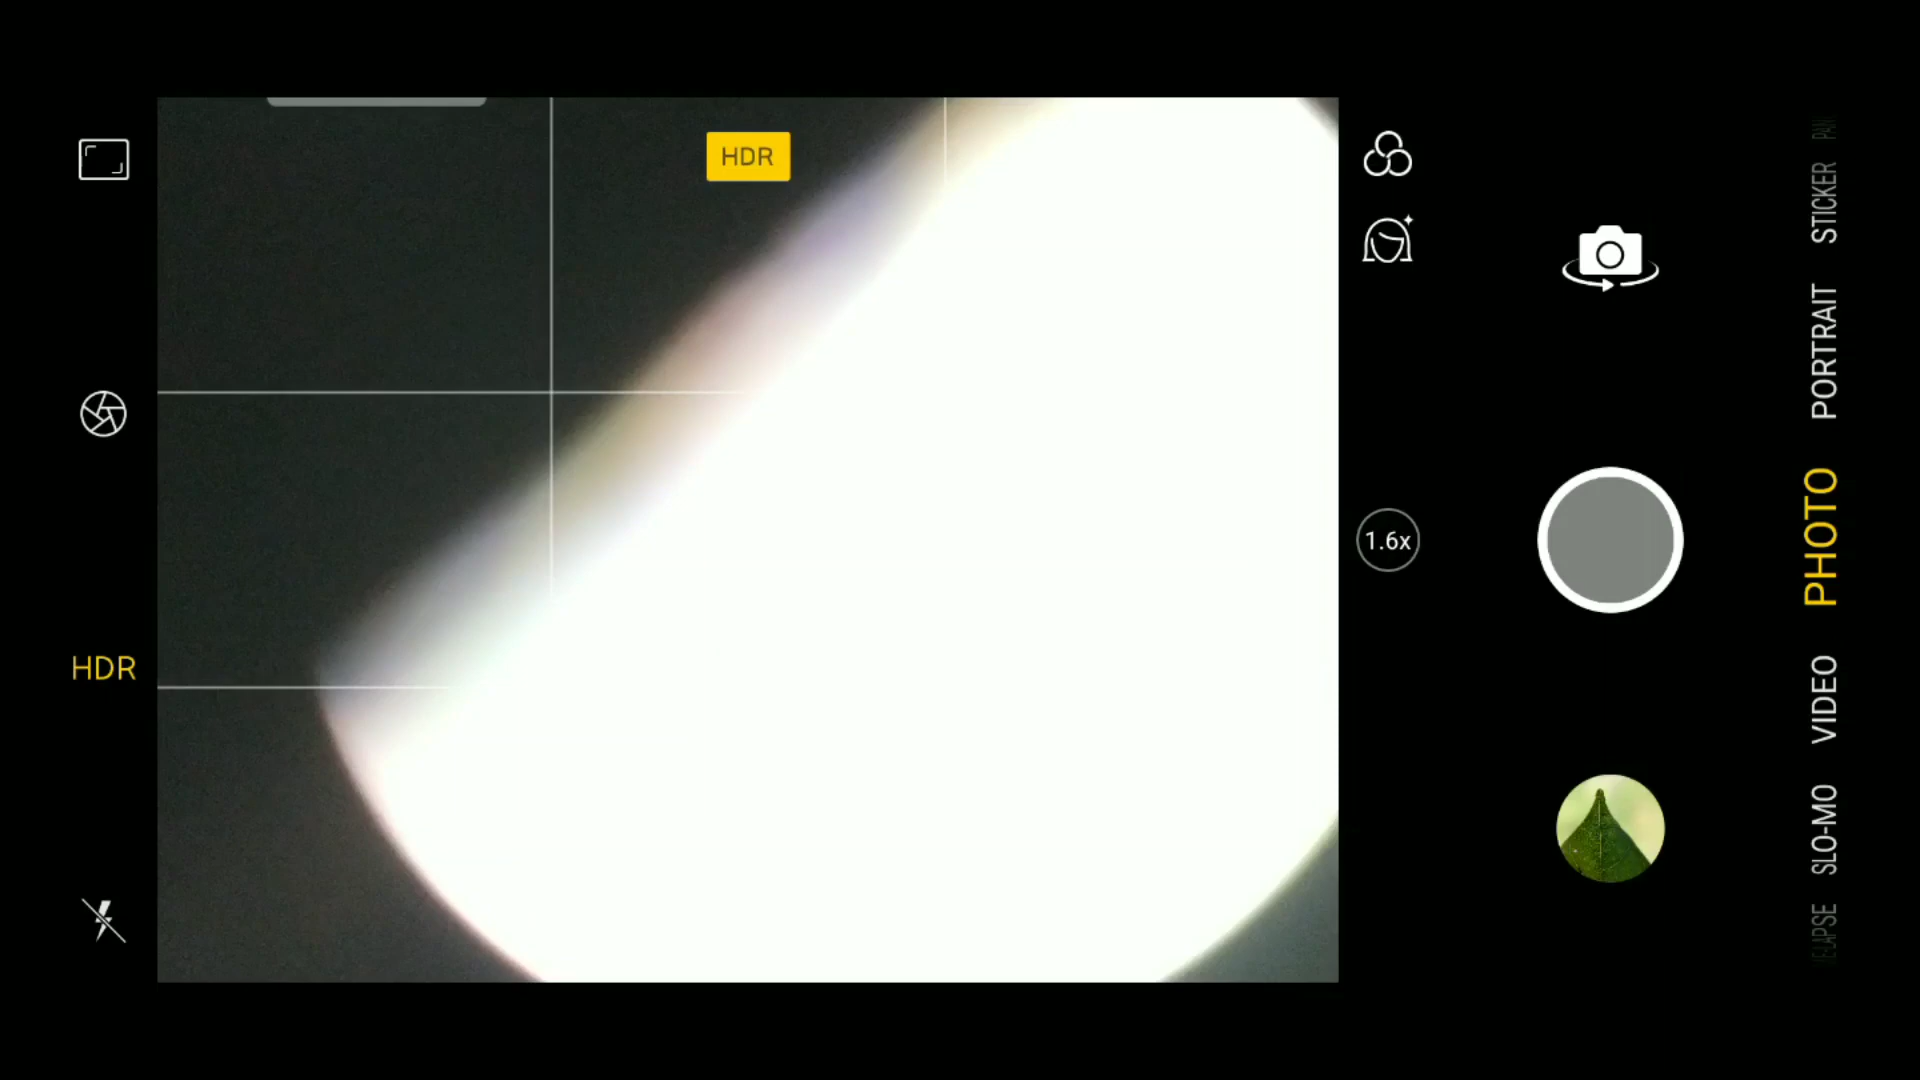 HDR
HDR
1.6x
STICKER
PORTRAIT
PHOTO
VIDEO
SLO-MO